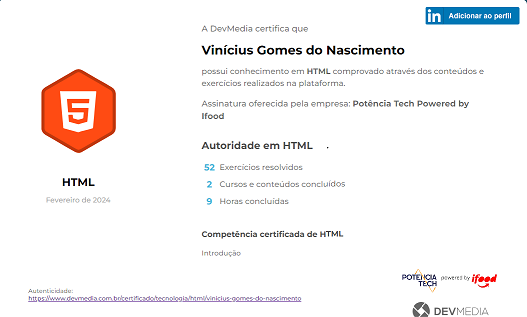 in Adicionar ao perfil
A DevMedia certifica que
Vinícius Gomes do Nascimento
possui conhecimento em HTML comprovado através dos conteúdos e
exercícios realizados na plataforma.
Assinatura oferecida pela empresa: Potência Tech Powered by
Ifood
5
HTML
Fevereiro de 2024
Autoridade em HTML
52 Exercícios resolvidos
2 Cursos e conteúdos concluídos
9 Horas concluídas
Competência certificada de HTML
Introdução
POTÊNCIA
TECH
powered by ifood
Autenticidade:
https://www.devmedia.com.br/certificado/tecnologia/html/vinicius-gomes-do-nascimento
DEVMEDIA